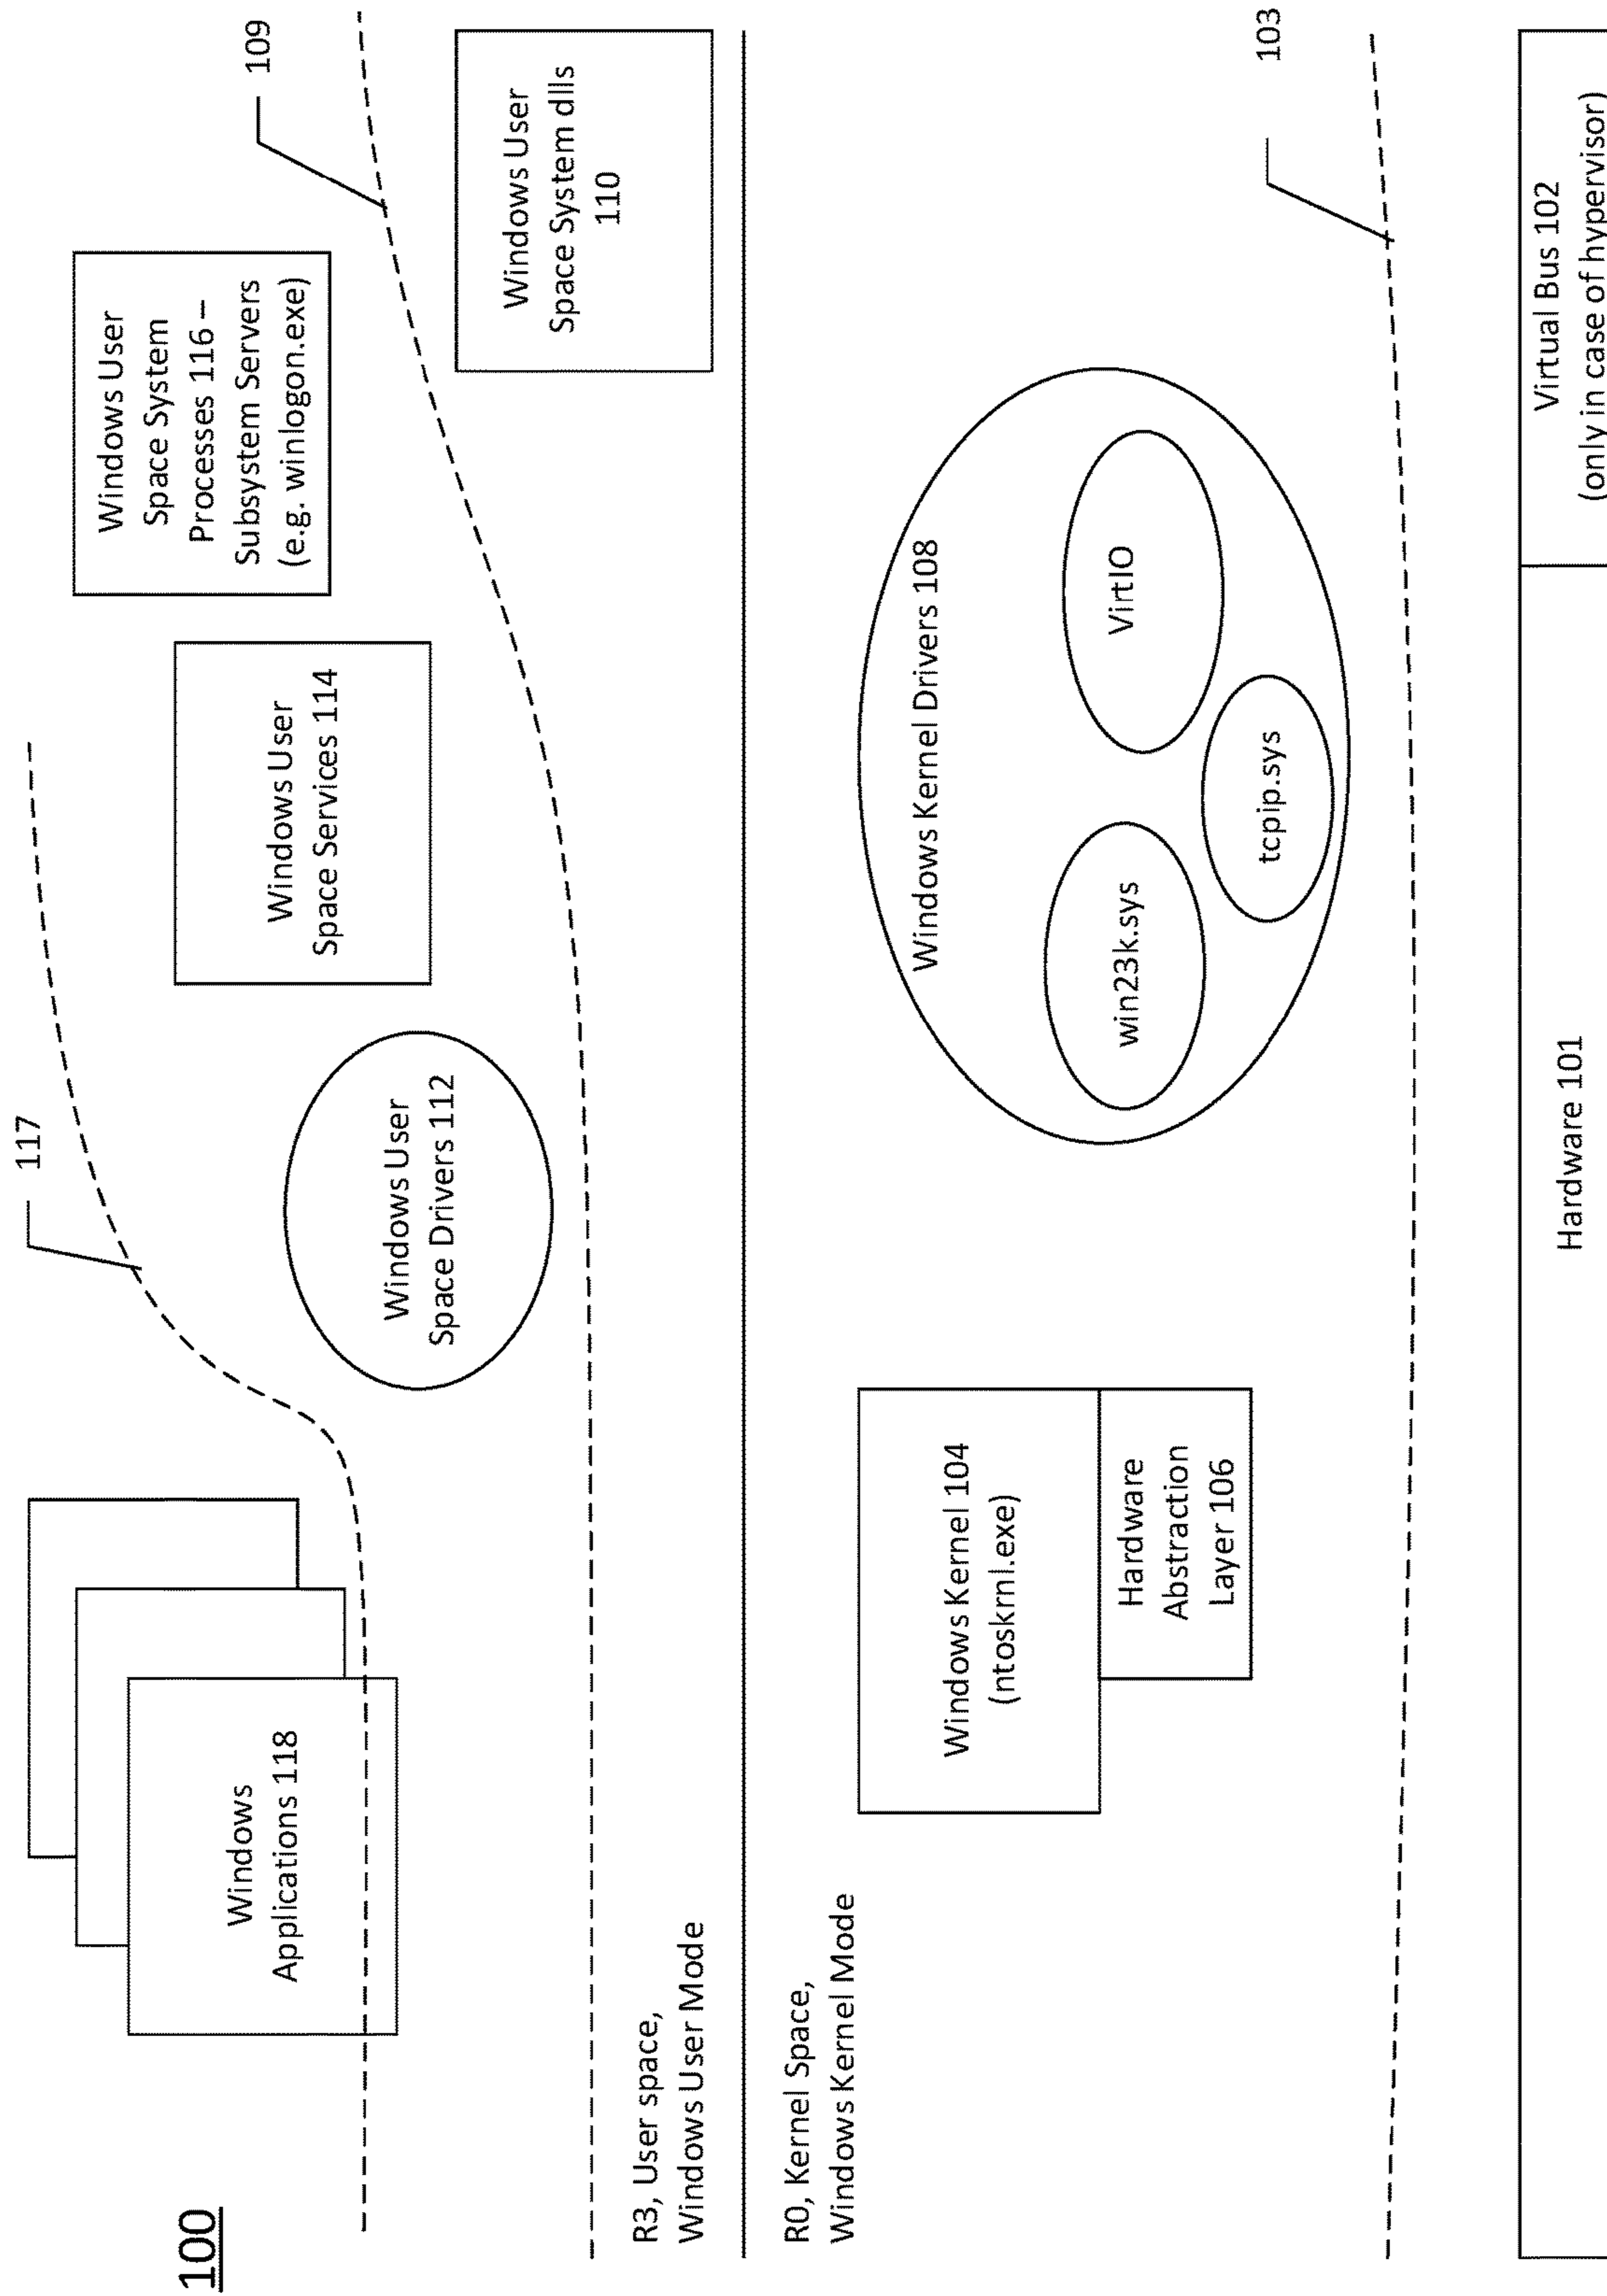 100
117
109
Windows
Applications 118
Windows User
Space Drivers 112
Windows User
Space Services 114
Windows User
Space System
Processes 116 –
Subsystem Servers
(e.g. winlogon.exe)
Windows User
Space System dlls
110
R3, User space,
Windows User Mode
R0, Kernel Space,
Windows Kernel Mode
Windows Kernel 104
(ntoskrnl.exe)
Hardware
Abstraction
Layer 106
Windows Kernel Drivers 108
win23k.sys
tcpip.sys
VirtIO
103
Hardware 101
Virtual Bus 102
(only in case of hypervisor)